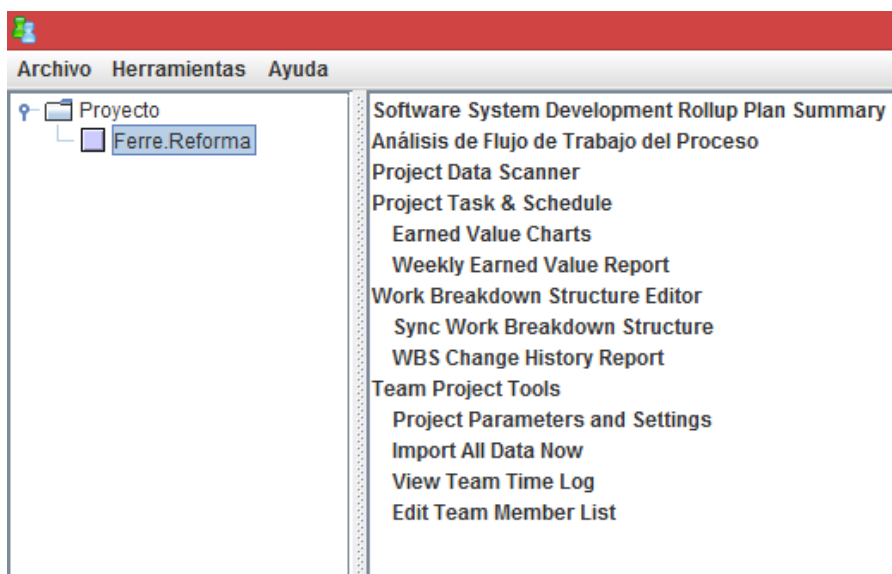 Archivo Herramientas Ayuda
Proyecto
Ferre.Reforma
Software System Development Rollup Plan Summary
Análisis de Flujo de Trabajo del Proceso
Project Data Scanner
Project Task & Schedule
Earned Value Charts
Weekly Earned Value Report
Work Breakdown Structure Editor
Sync Work Breakdown Structure
WBS Change History Report
Team Project Tools
Project Parameters and Settings
Import All Data Now
View Team Time Log
Edit Team Member List